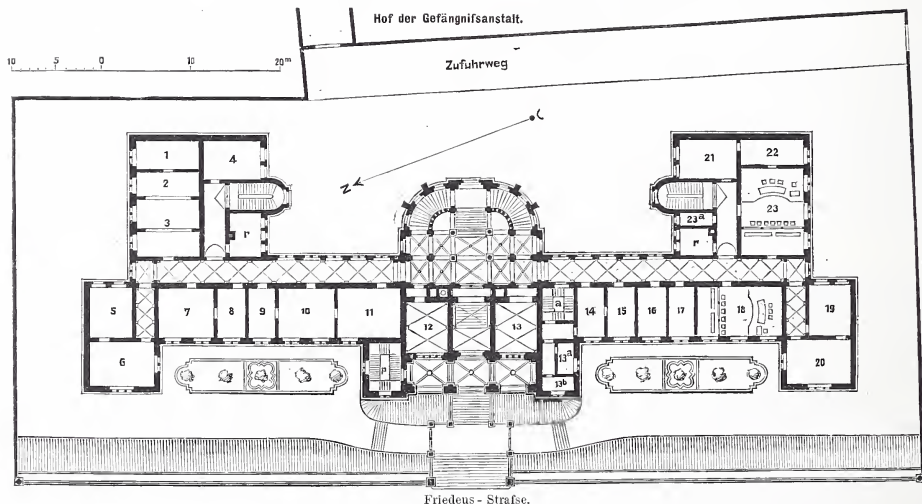 Hof der Gefängnifsanstalt.
10 5 0 10 20ᵐ
Zufuhrweg
N
1 4 21 22
2
3 23
23ᵃ
r r
5 7 8 9 10 11 12 13 a 14 15 16 17 18 19
6 a 13ᵃ 20
13ᵇ
Friedeus - Strafse.